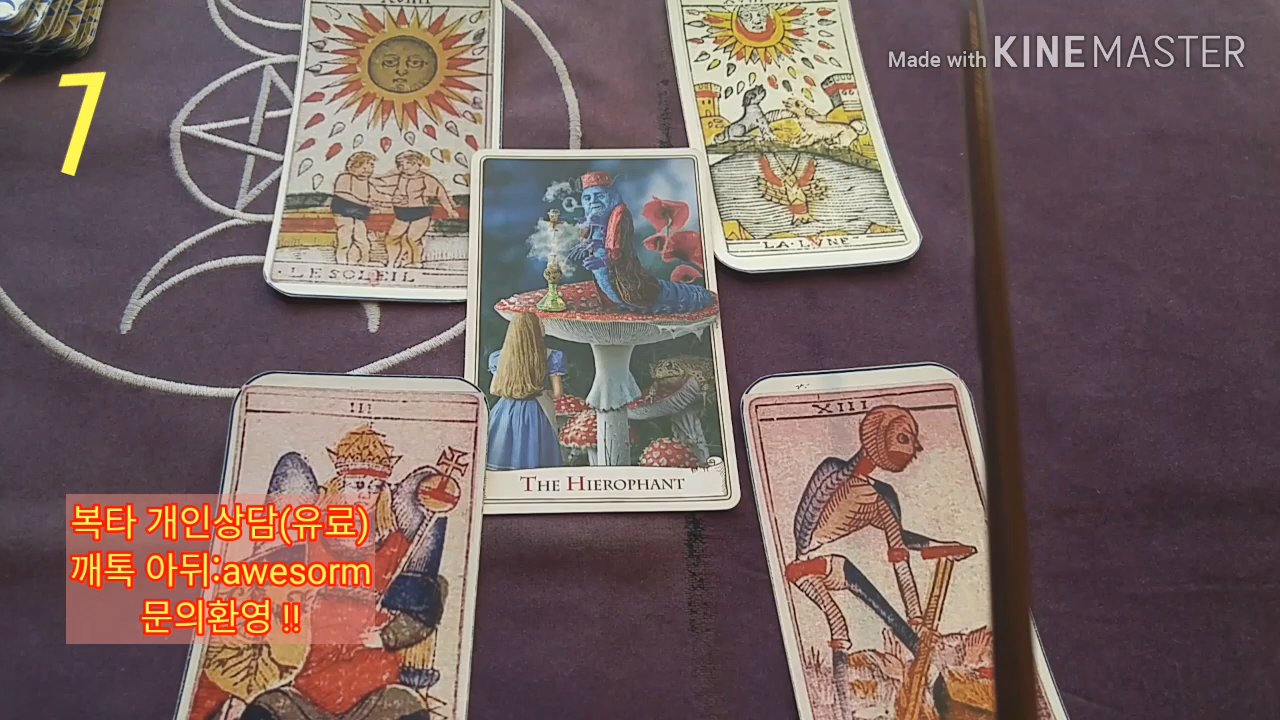 Made with KINEMASTER
7
LE SOLEIL
LA·LVNE
THE HIEROPHANT
III
XIII
복타 개인상담(유료)
깨톡 아뒤:awesorm
문의환영 !!